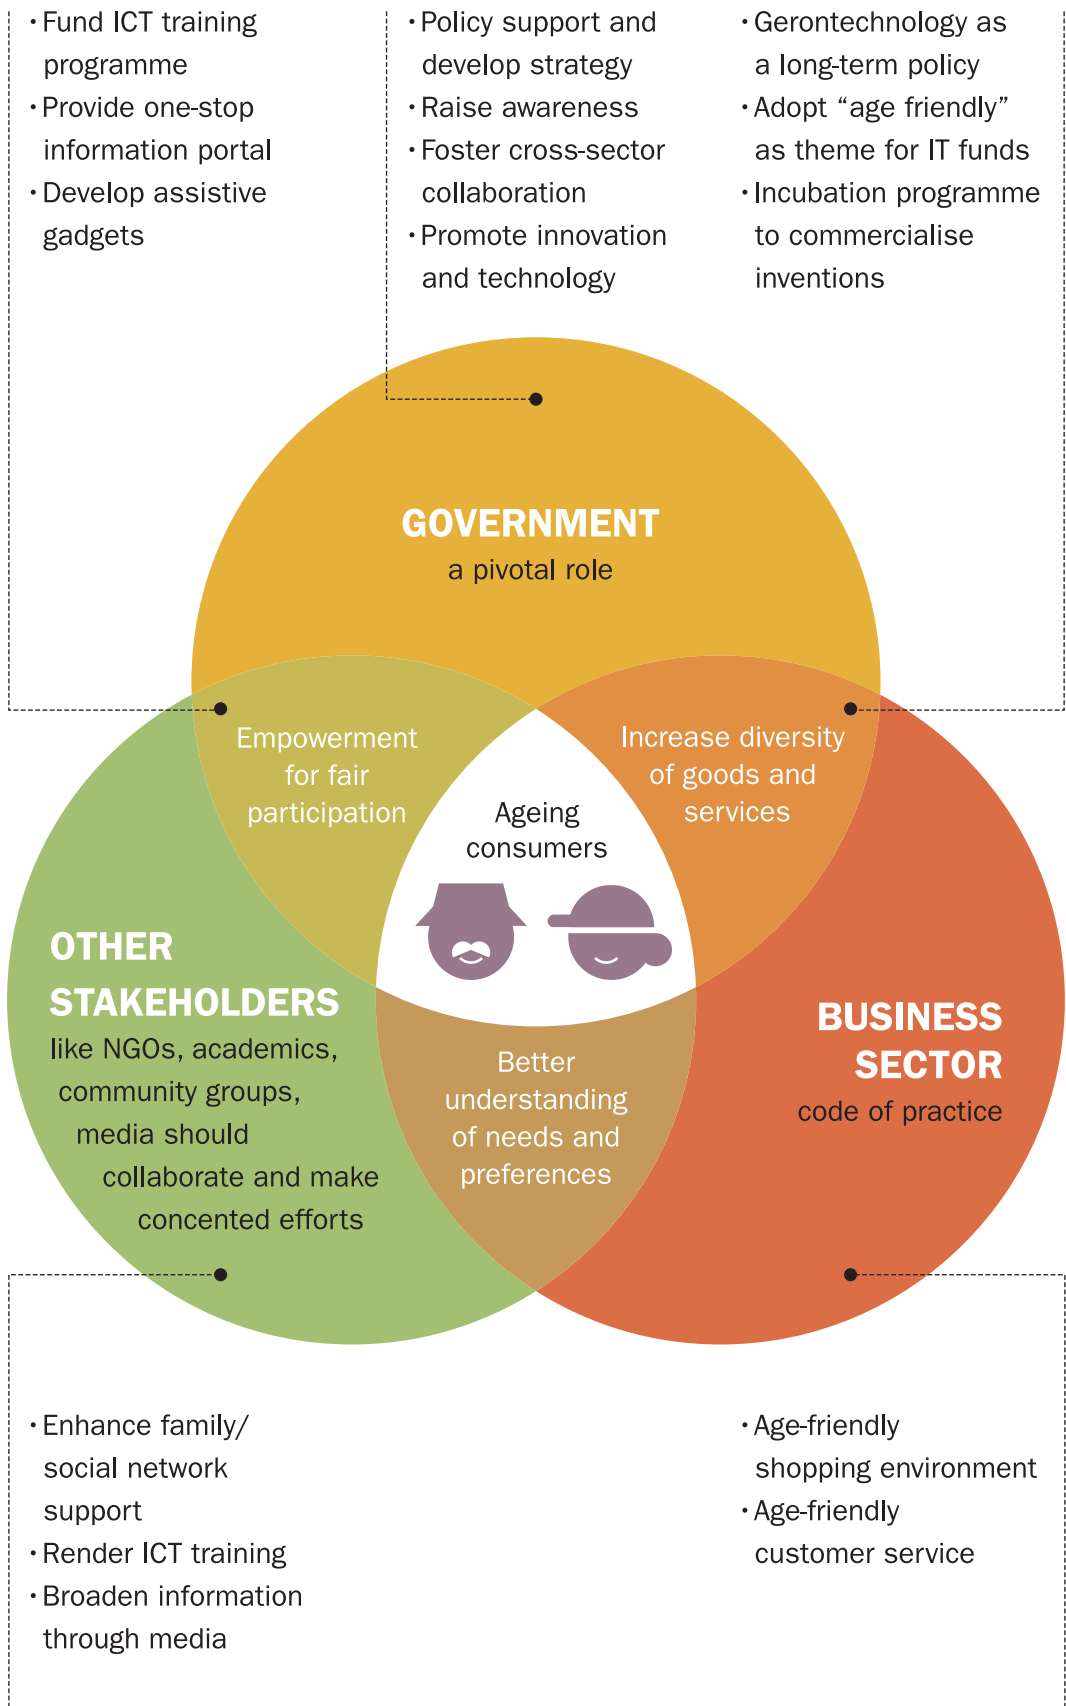 · Fund ICT training
programme
· Provide one-stop
information portal
· Develop assistive
gadgets
· Policy support and
develop strategy
· Raise awareness
· Foster cross-sector
collaboration
· Promote innovation
and technology
· Gerontechnology as
a long-term policy
· Adopt “age friendly”
as theme for IT funds
· Incubation programme
to commercialise
inventions
GOVERNMENT
a pivotal role
Empowerment
for fair
participation
Increase diversity
of goods and
services
Ageing
consumers
OTHER
STAKEHOLDERS
like NGOs, academics,
community groups,
media should
collaborate and make
concented efforts
Better
understanding
of needs and
preferences
BUSINESS
SECTOR
code of practice
· Enhance family/
social network
support
· Render ICT training
· Broaden information
through media
· Age-friendly
shopping environment
· Age-friendly
customer service